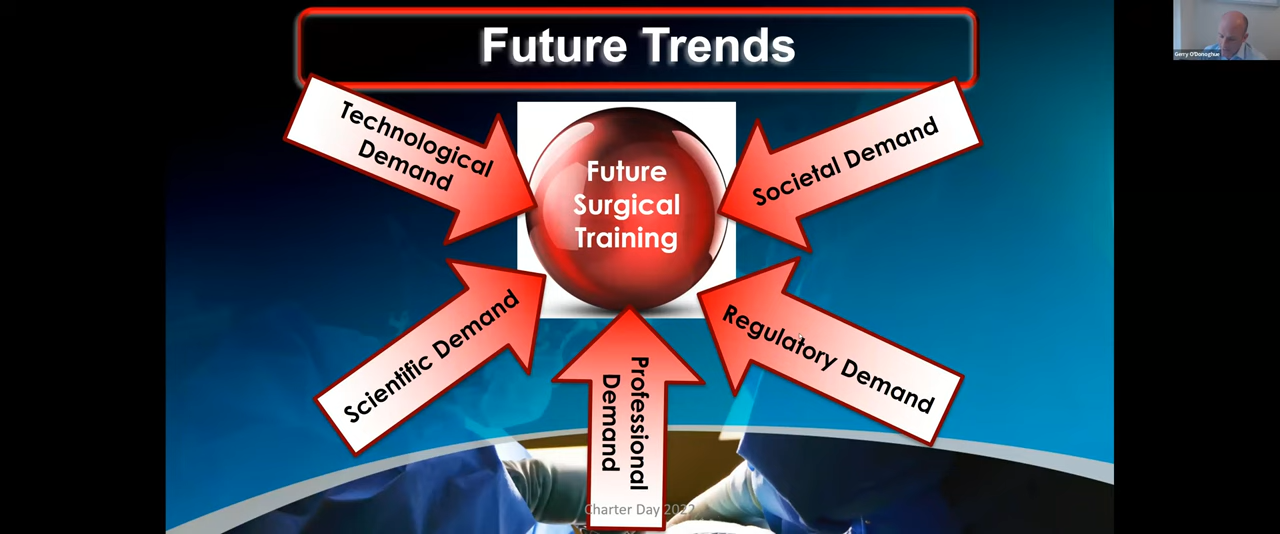 Future Trends
Gerry O'Donoghue
Technological
Demand
Future
Surgical
Training
Societal Demand
Scientific Demand
Professional
Demand
Regulatory Demand
Charter Day 2022